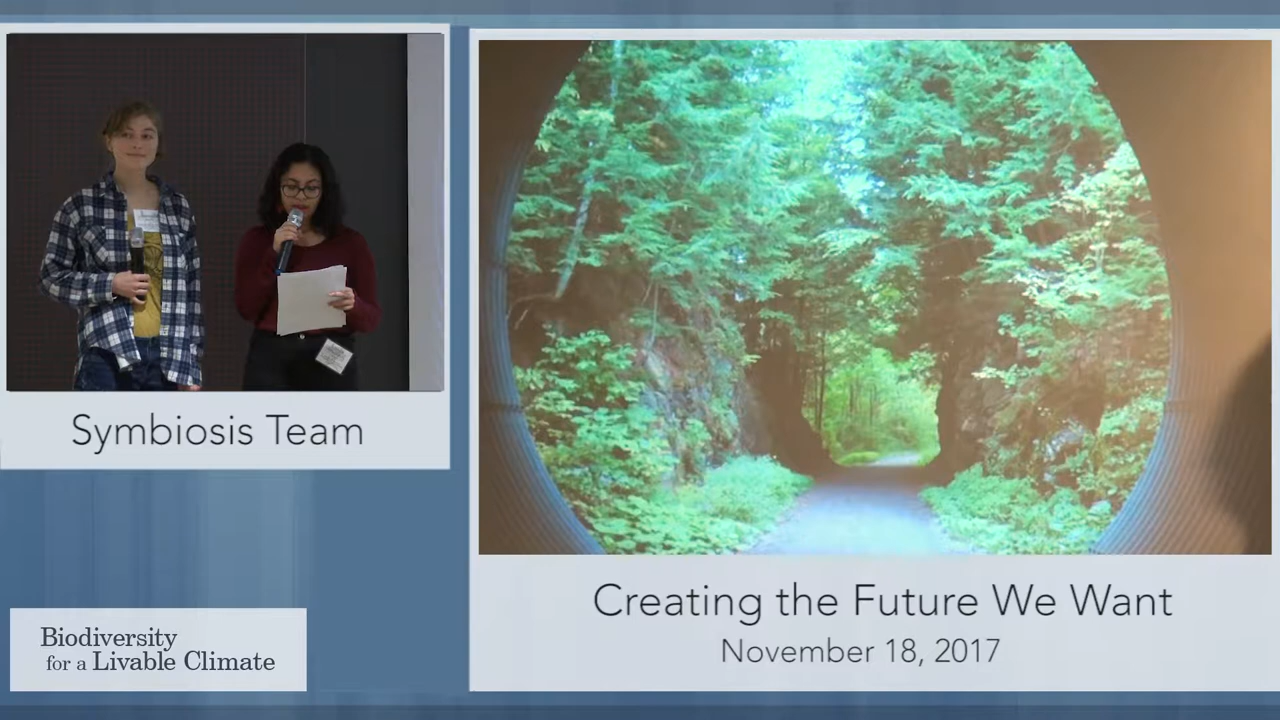 Symbiosis Team
Creating the Future We Want
November 18, 2017
Biodiversity
for a Livable Climate